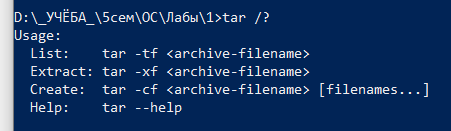 D:\_УЧЁБА_\5сем\ОС\Лабы\1>tar /?
Usage:
  List:    tar -tf <archive-filename>
  Extract: tar -xf <archive-filename>
  Create:  tar -cf <archive-filename> [filenames...]
  Help:    tar --help